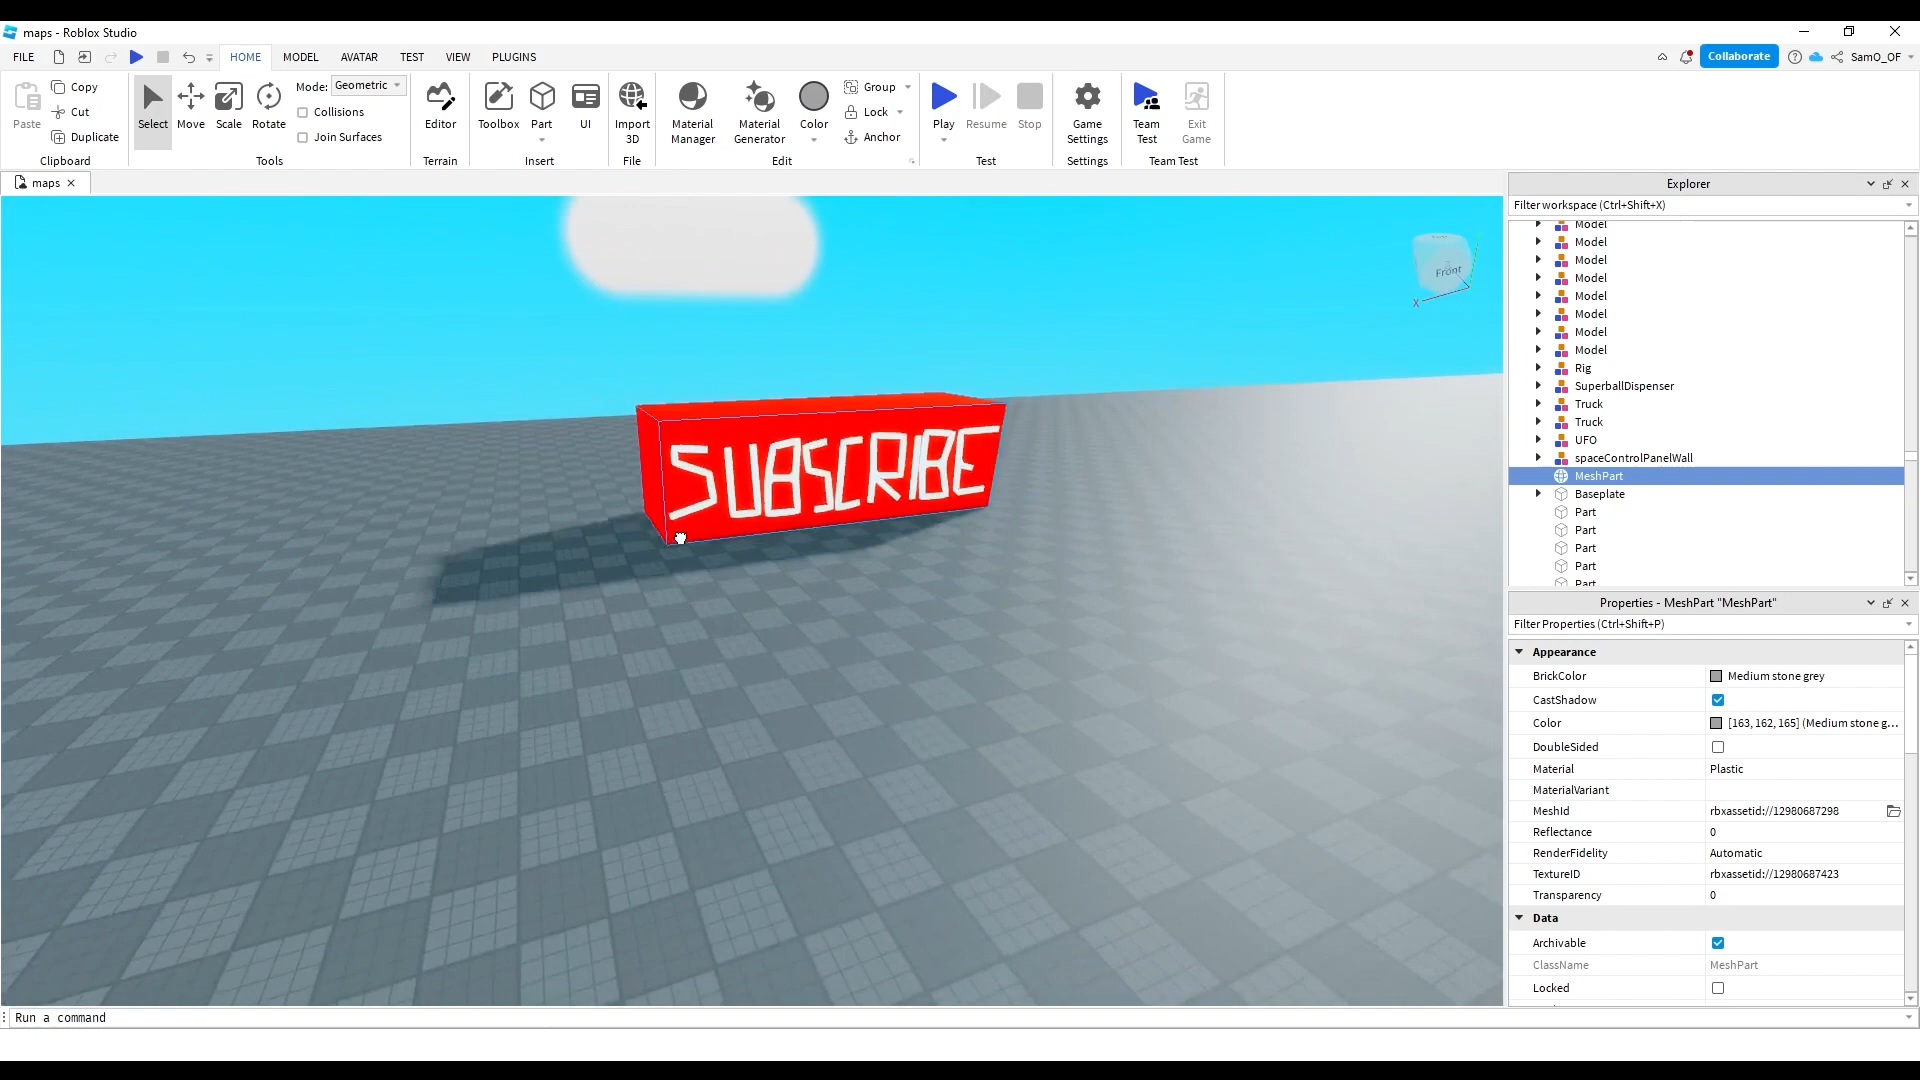 maps - Roblox Studio
FILE HOME MODEL AVATAR TEST VIEW PLUGINS Collaborate SamO_OF
Paste Copy Cut Duplicate Clipboard
Select Move Scale Rotate Mode: Geometric Collisions Join Surfaces Tools
Editor Terrain
Toolbox Part UI Insert
Import 3D File
Material Manager Material Generator Color Group Lock Anchor Edit
Play Resume Stop Test
Game Settings Settings
Team Test Exit Game Team Test
maps
SUBSCRIBE
Front
X
Explorer
Filter workspace (Ctrl+Shift+X)
Model
Model
Model
Model
Model
Model
Model
Model
Rig
SuperballDispenser
Truck
Truck
UFO
spaceControlPanelWall
MeshPart
Baseplate
Part
Part
Part
Part
Part
Properties - MeshPart "MeshPart"
Filter Properties (Ctrl+Shift+P)
Appearance
BrickColor Medium stone grey
CastShadow
Color [163, 162, 165] (Medium stone g...
DoubleSided
Material Plastic
MaterialVariant
MeshId rbxassetid://12980687298
Reflectance 0
RenderFidelity Automatic
TextureID rbxassetid://12980687423
Transparency 0
Data
Archivable
ClassName MeshPart
Locked
Run a command